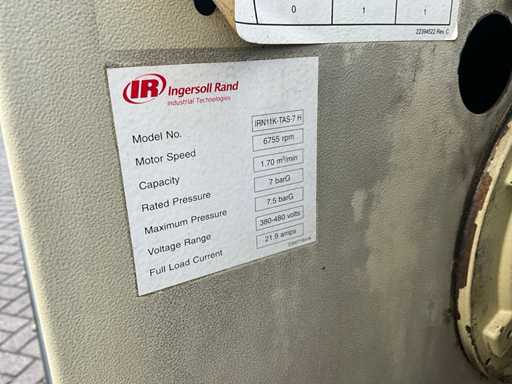 0 1 1
22394522 Rev. C
IR Ingersoll Rand
Industrial Technologies
Model No. IRN11K-TAS-7 H
Motor Speed 6755 rpm
Capacity 1.70 m³/min
Rated Pressure 7 barG
Maximum Pressure 7.5 barG
Voltage Range 380-480 volts
Full Load Current 21.9 amps